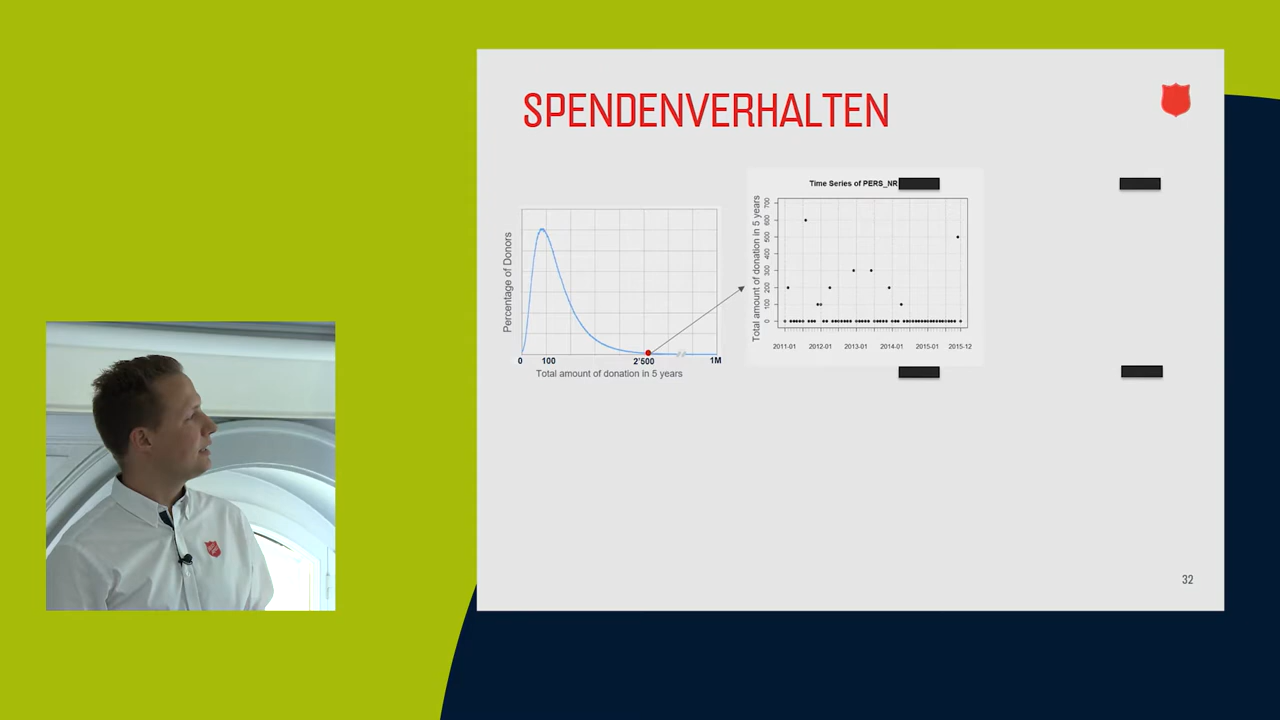 SPENDENVERHALTEN
Percentage of Donors
0 100 2'500 1M
Total amount of donation in 5 years
Time Series of PERS_NR
Total amount of donation in 5 years
700
600
500
400
300
200
100
0
2011-01 2012-01 2013-01 2014-01 2015-01 2015-12
32